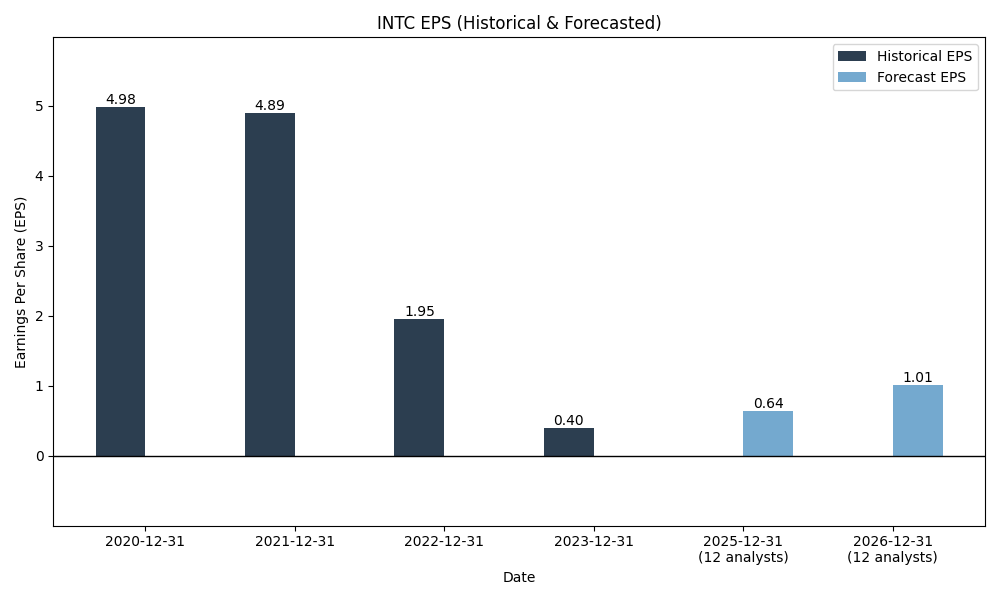 INTC EPS (Historical & Forecasted)
Historical EPS
Forecast EPS
Earnings Per Share (EPS)
5
4
3
2
1
0
4.98
4.89
1.95
0.40
0.64
1.01
2020-12-31
2021-12-31
2022-12-31
2023-12-31
2025-12-31
(12 analysts)
2026-12-31
(12 analysts)
Date